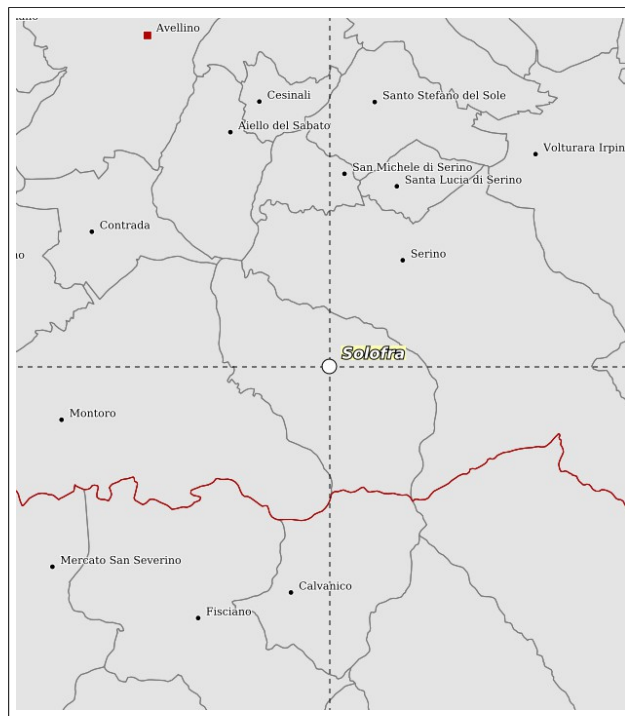 Avellino
Cesinali
Santo Stefano del Sole
Aiello del Sabato
Volturara Irpin
San Michele di Serino
Santa Lucia di Serino
Contrada
Serino
Solofra
Montoro
Mercato San Severino
Calvanico
Fisciano